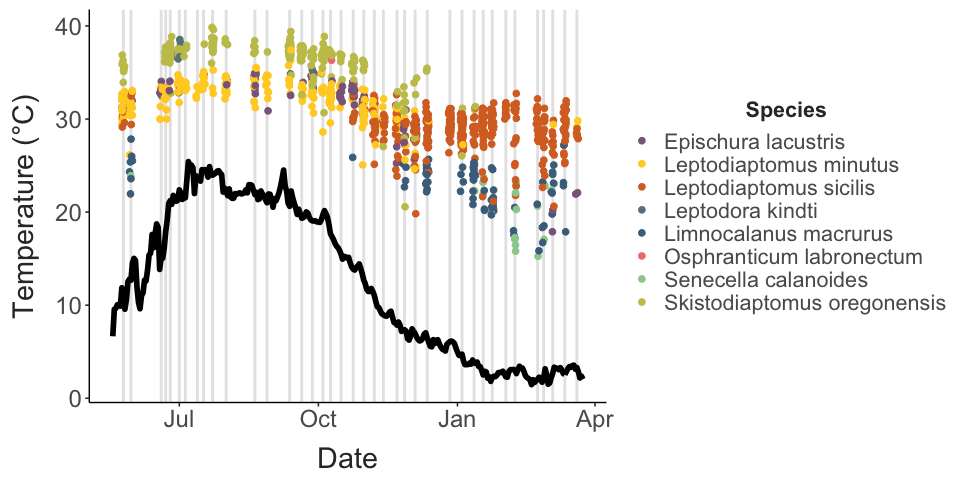 Temperature (°C)
40
30
20
10
0
Jul
Oct
Jan
Apr
Date
Species
Epischura lacustris
Leptodiaptomus minutus
Leptodiaptomus sicilis
Leptodora kindti
Limnocalanus macrurus
Osphranticum labronectum
Senecella calanoides
Skistodiaptomus oregonensis